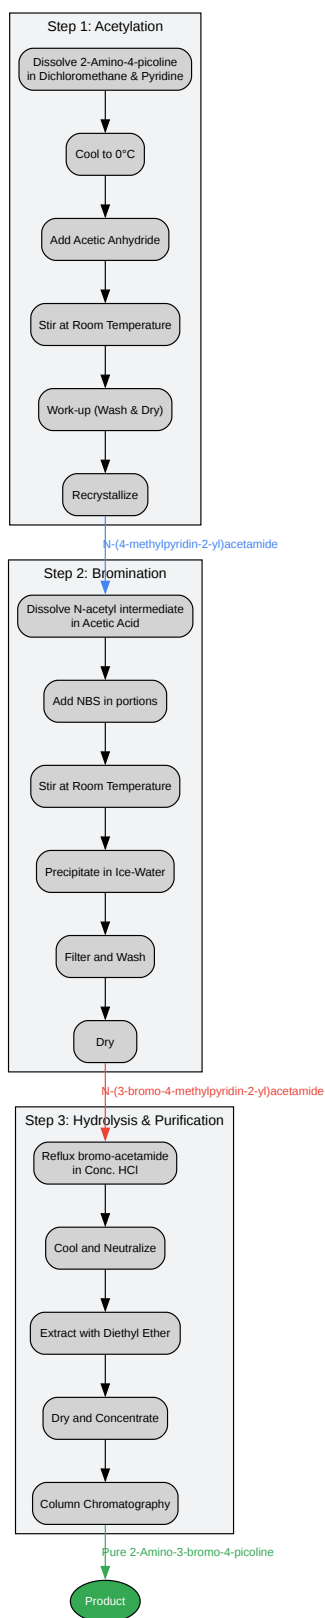 Step 1: Acetylation
Dissolve 2-Amino-4-picoline
in Dichloromethane & Pyridine
Cool to 0°C
Add Acetic Anhydride
Stir at Room Temperature
Work-up (Wash & Dry)
Recrystallize
N-(4-methylpyridin-2-yl)acetamide
Step 2: Bromination
Dissolve N-acetyl intermediate
in Acetic Acid
Add NBS in portions
Stir at Room Temperature
Precipitate in Ice-Water
Filter and Wash
Dry
N-(3-bromo-4-methylpyridin-2-yl)acetamide
Step 3: Hydrolysis & Purification
Reflux bromo-acetamide
in Conc. HCl
Cool and Neutralize
Extract with Diethyl Ether
Dry and Concentrate
Column Chromatography
Pure 2-Amino-3-bromo-4-picoline
Product